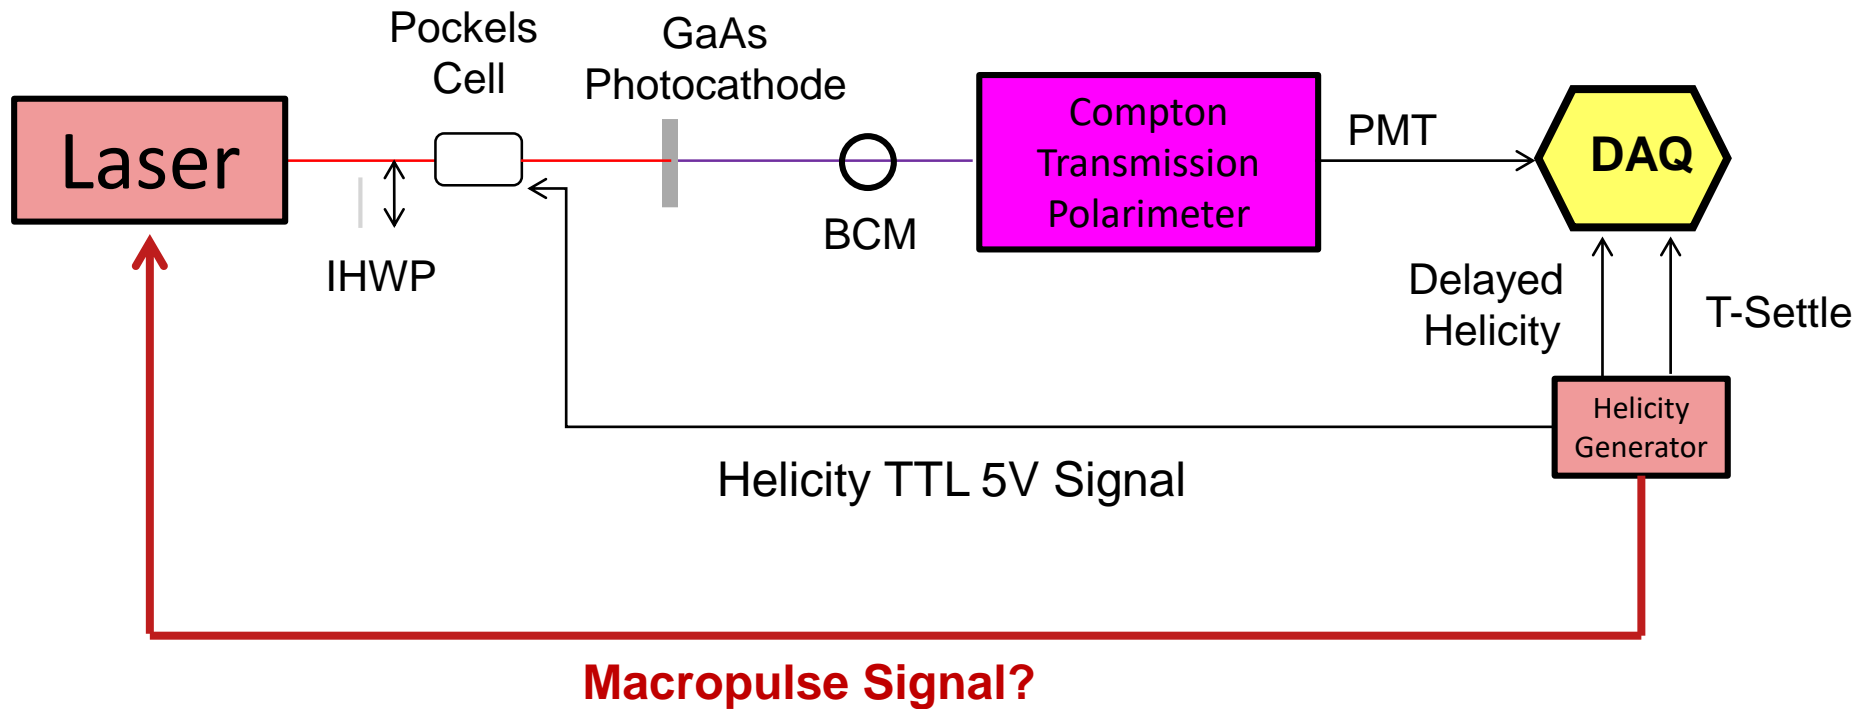 Pockels
Cell
GaAs
Photocathode
Laser
IHWP
BCM
Compton
Transmission
Polarimeter
PMT
DAQ
Delayed
Helicity
T-Settle
Helicity
Generator
Helicity TTL 5V Signal
Macropulse Signal?